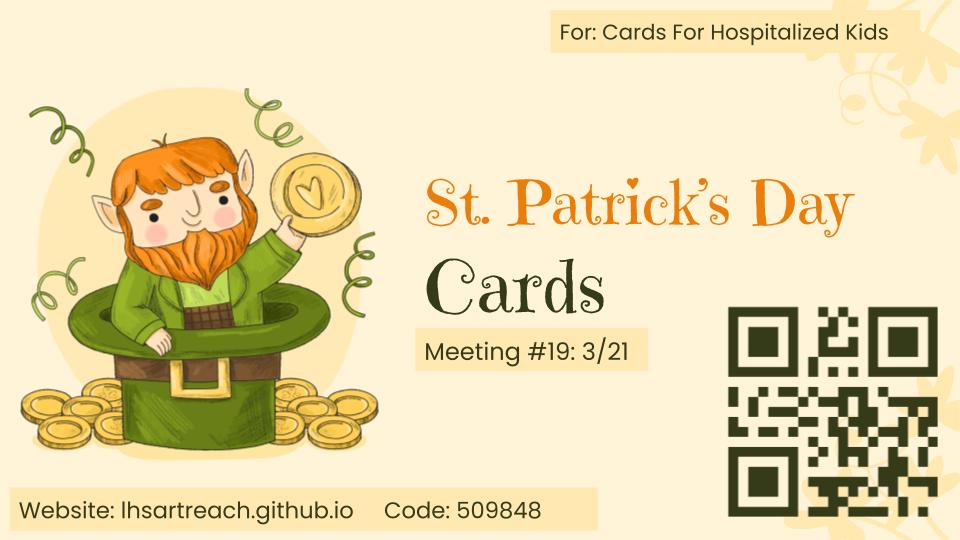 For: Cards For Hospitalized Kids
St. Patrick's Day
Cards
Meeting #19: 3/21
Website: lhsartreach.github.io Code: 509848